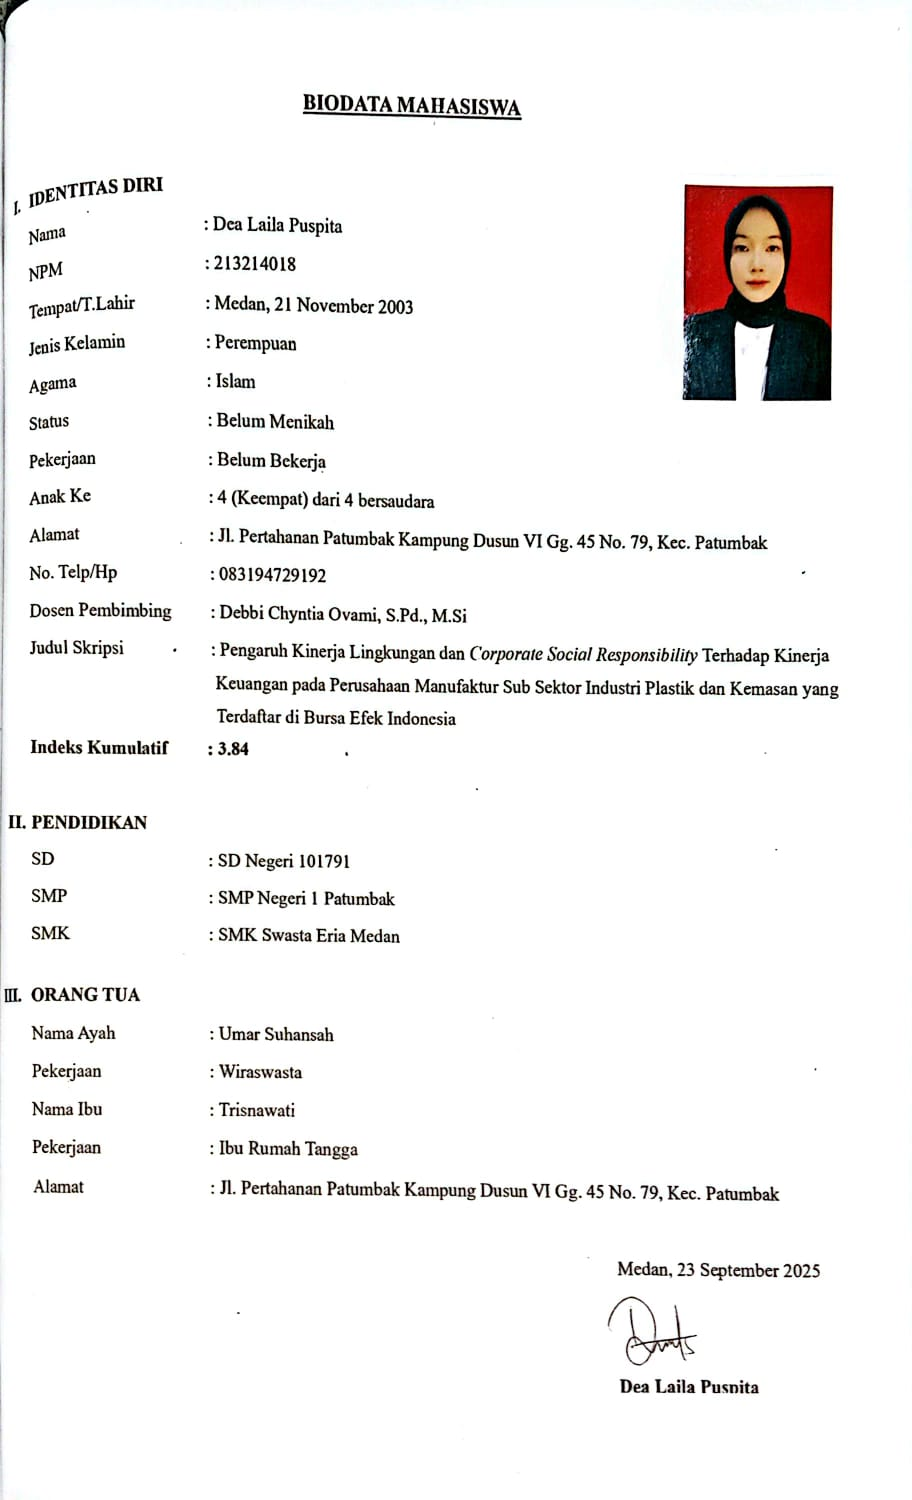 BIODATA MAHASISWA
I. IDENTITAS DIRI
Nama : Dea Laila Puspita
NPM : 213214018
Tempat/T.Lahir : Medan, 21 November 2003
Jenis Kelamin : Perempuan
Agama : Islam
Status : Belum Menikah
Pekerjaan : Belum Bekerja
Anak Ke : 4 (Keempat) dari 4 bersaudara
Alamat : Jl. Pertahanan Patumbak Kampung Dusun VI Gg. 45 No. 79, Kec. Patumbak
No. Telp/Hp : 083194729192
Dosen Pembimbing : Debbi Chyntia Ovami, S.Pd., M.Si
Judul Skripsi : Pengaruh Kinerja Lingkungan dan Corporate Social Responsibility Terhadap Kinerja
Keuangan pada Perusahaan Manufaktur Sub Sektor Industri Plastik dan Kemasan yang
Terdaftar di Bursa Efek Indonesia
Indeks Kumulatif : 3.84
II. PENDIDIKAN
SD : SD Negeri 101791
SMP : SMP Negeri 1 Patumbak
SMK : SMK Swasta Eria Medan
III. ORANG TUA
Nama Ayah : Umar Suhansah
Pekerjaan : Wiraswasta
Nama Ibu : Trisnawati
Pekerjaan : Ibu Rumah Tangga
Alamat : Jl. Pertahanan Patumbak Kampung Dusun VI Gg. 45 No. 79, Kec. Patumbak
Medan, 23 September 2025
Dea Laila Puspita